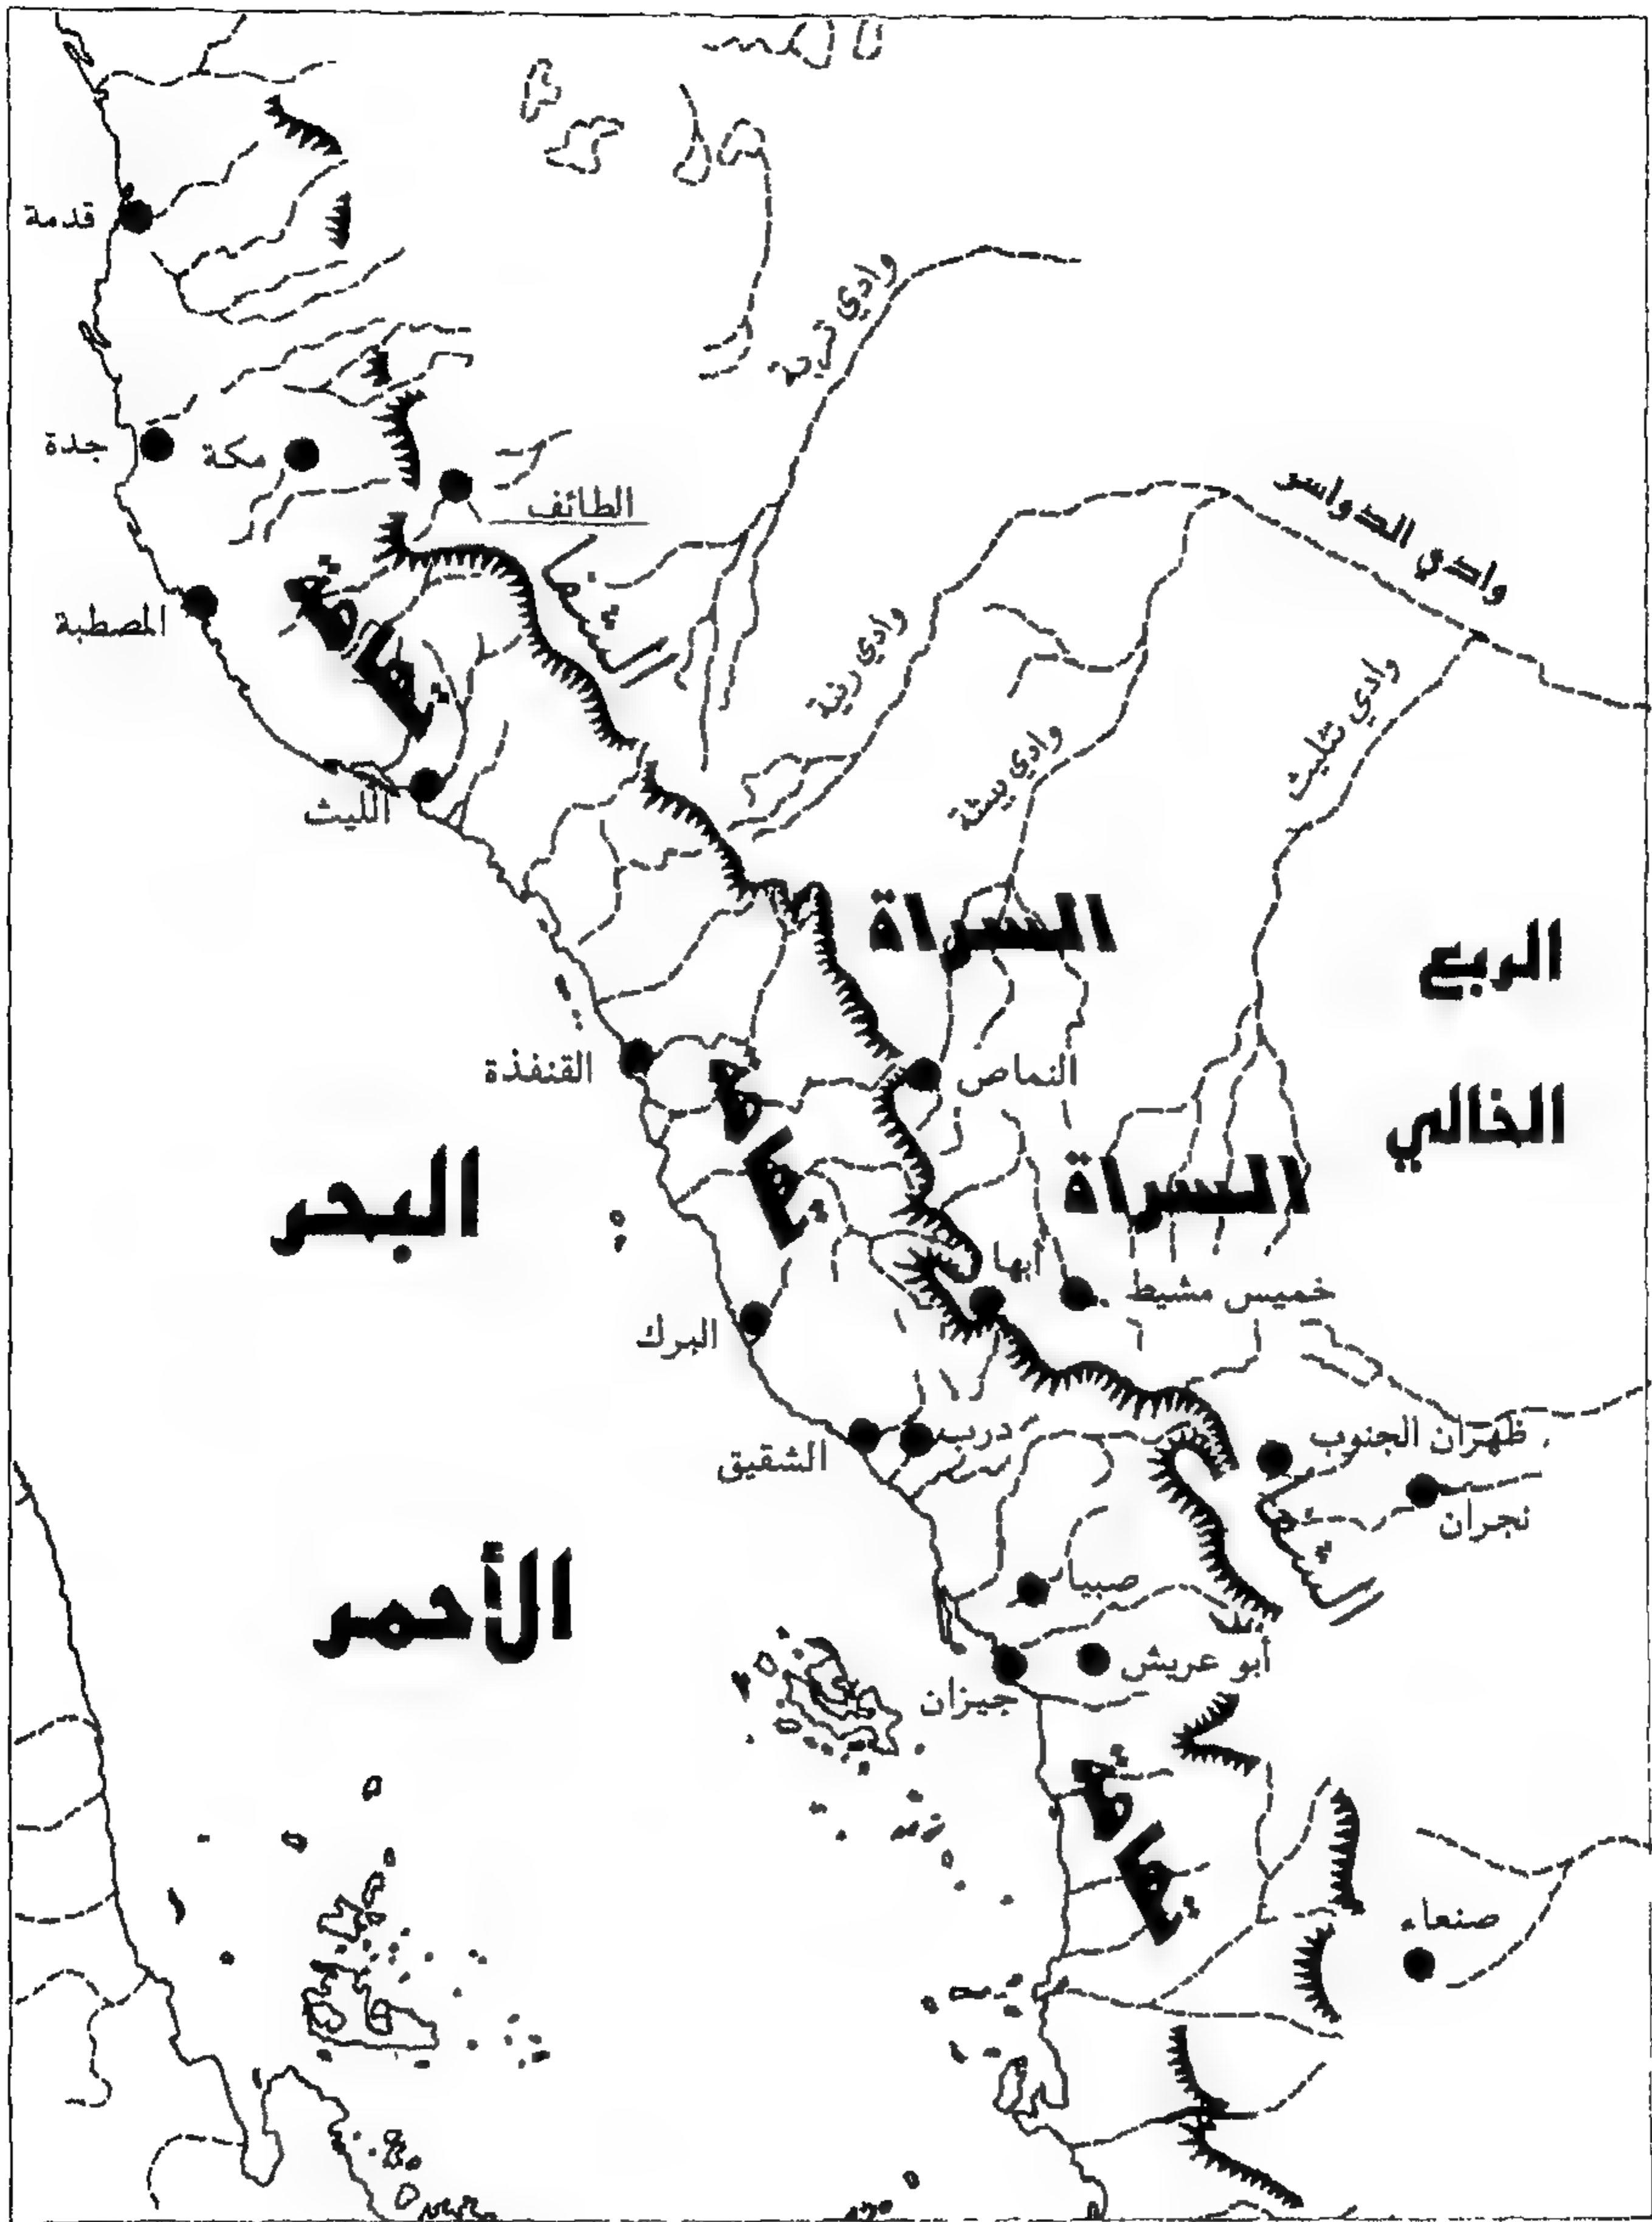 وادي تربة
قدمة
جدة
مكة
الطائف
وادي الدواسر
المصطبة
تهامة
الشفا
وادي رنية
وادي بيشة
وادي تثليث
الليث
السراة
الربع
القنفذة
النماص
تهامة
الخالي
البحر
السراة
أبها
خميس مشيط
البرك
درب
الشقيق
ظهران الجنوب
نجران
الأحمر
الشفا
صبيا
أبو عريش
جيزان
تهامة
صنعاء